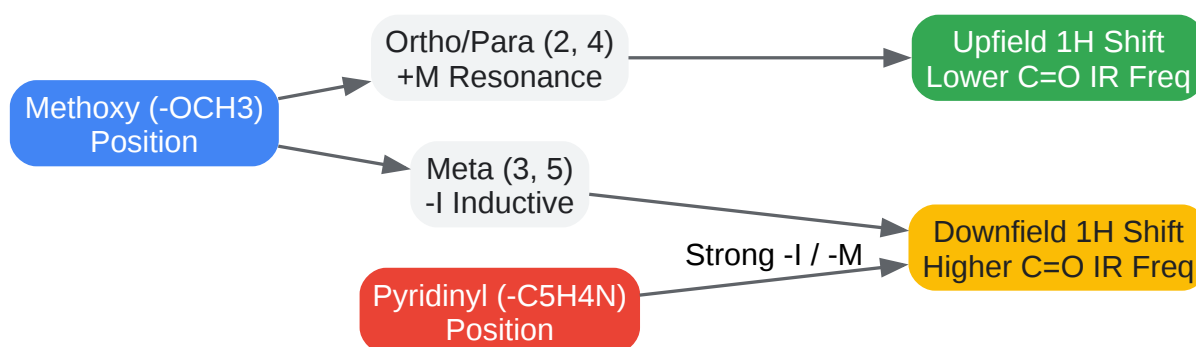 Methoxy (-OCH3)
Position
Ortho/Para (2, 4)
+M Resonance
Meta (3, 5)
-I Inductive
Pyridinyl (-C5H4N)
Position
Strong -I / -M
Upfield 1H Shift
Lower C=O IR Freq
Downfield 1H Shift
Higher C=O IR Freq